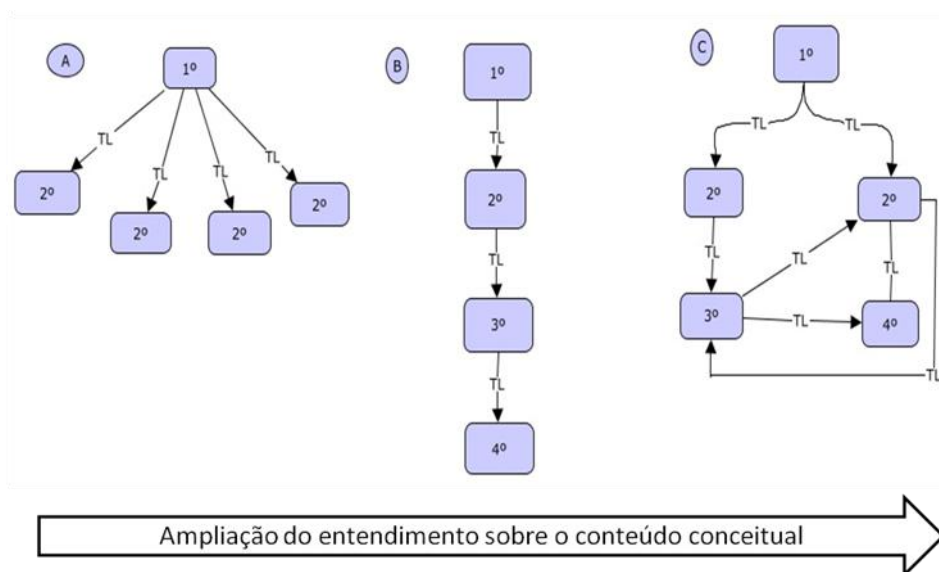 A
1º
TL
TL
TL
TL
2º
2º
2º
2º
B
1º
TL
2º
TL
3º
TL
4º
C
1º
TL
TL
2º
2º
TL
TL
TL
3º
TL
4º
TL
Ampliação do entendimento sobre o conteúdo conceitual